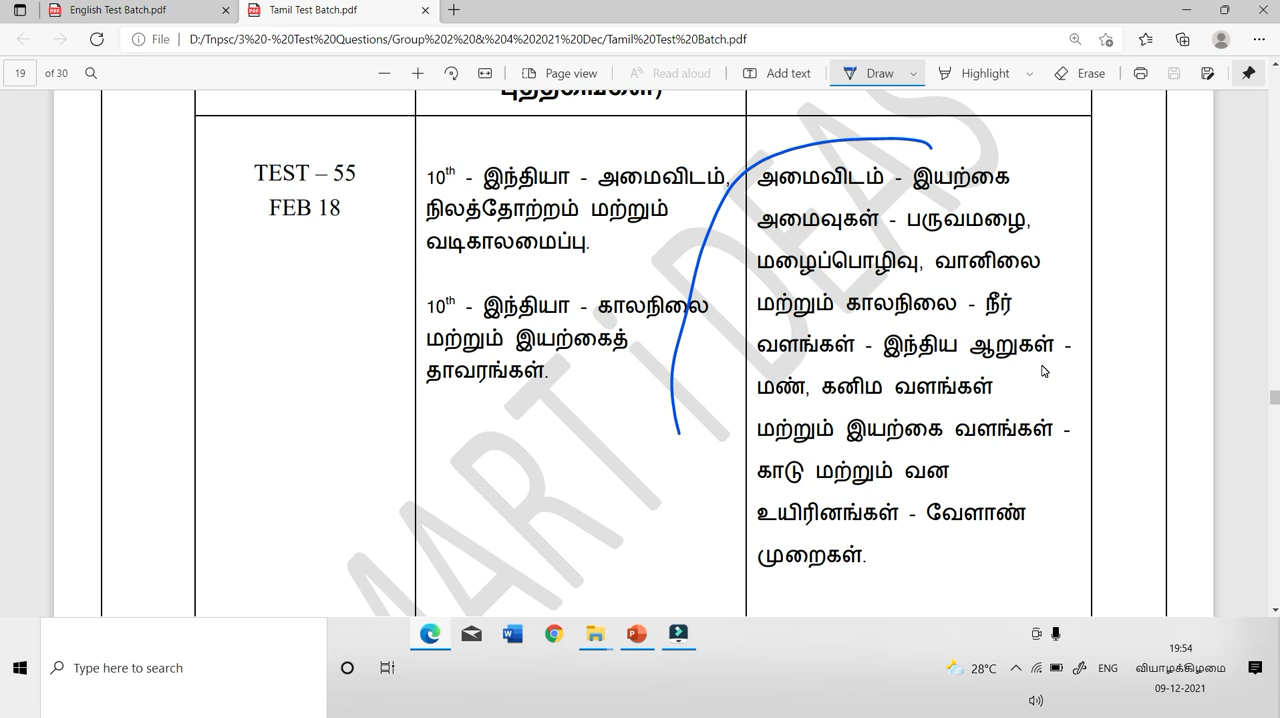 English Test Batch.pdf
Tamil Test Batch.pdf
File D:/Tnpsc/3%20-%20Test%20Questions/Group%202%20&%204%202021%20Dec/Tamil%20Test%20Batch.pdf
19 of 30 Page view Read aloud Add text Draw Highlight Erase
புத்தகங்கள்)
TEST – 55
FEB 18
10th - இந்தியா - அமைவிடம்,
நிலத்தோற்றம் மற்றும்
வடிகாலமைப்பு.
10th - இந்தியா - காலநிலை
மற்றும் இயற்கைத்
தாவரங்கள்.
அமைவிடம் - இயற்கை
அமைவுகள் - பருவமழை,
மழைப்பொழிவு, வானிலை
மற்றும் காலநிலை - நீர்
வளங்கள் - இந்திய ஆறுகள் -
மண், கனிம வளங்கள்
மற்றும் இயற்கை வளங்கள் -
காடு மற்றும் வன
உயிரினங்கள் - வேளாண்
முறைகள்.
MART i DEAS
Type here to search
28°C ENG
19:54
வியாழக்கிழமை
09-12-2021